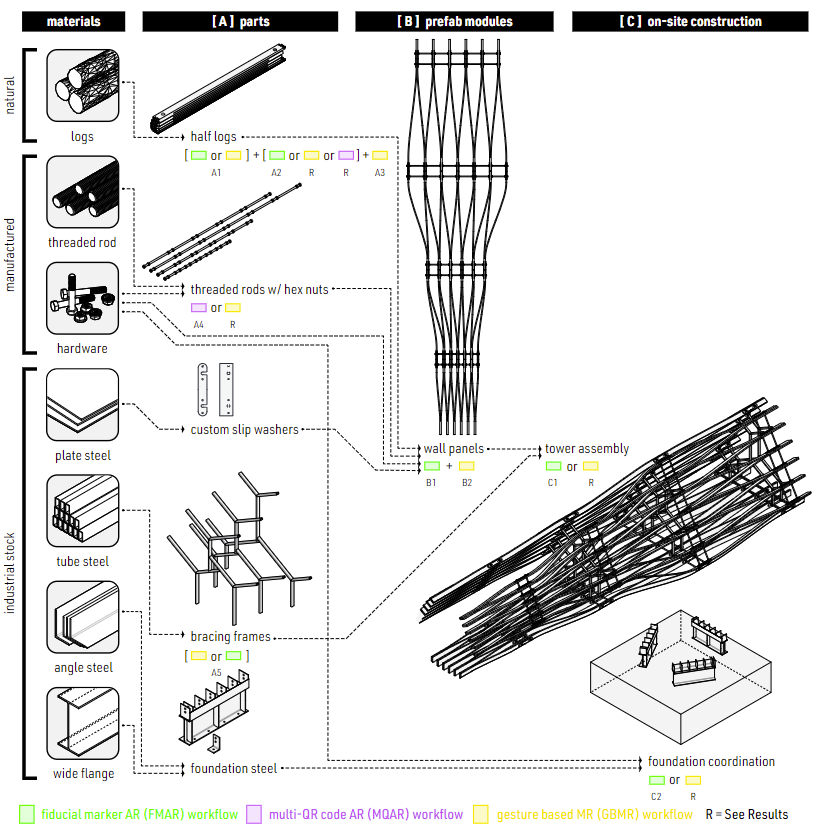 materials
[ A ] parts
[ B ] prefab modules
[ C ] on-site construction
natural
logs
half logs
[ or ] + [ or or ] +
A1 A2 R R A3
manufactured
threaded rod
threaded rods w/ hex nuts
or
A4 R
hardware
industrial stock
plate steel
custom slip washers
wall panels
+
B1 B2
tower assembly
or
C1 R
tube steel
bracing frames
[ or ]
A5
angle steel
wide flange
foundation steel
foundation coordination
or
C2 R
fiducial marker AR (FMAR) workflow
multi-QR code AR (MQAR) workflow
gesture based MR (GBMR) workflow
R = See Results